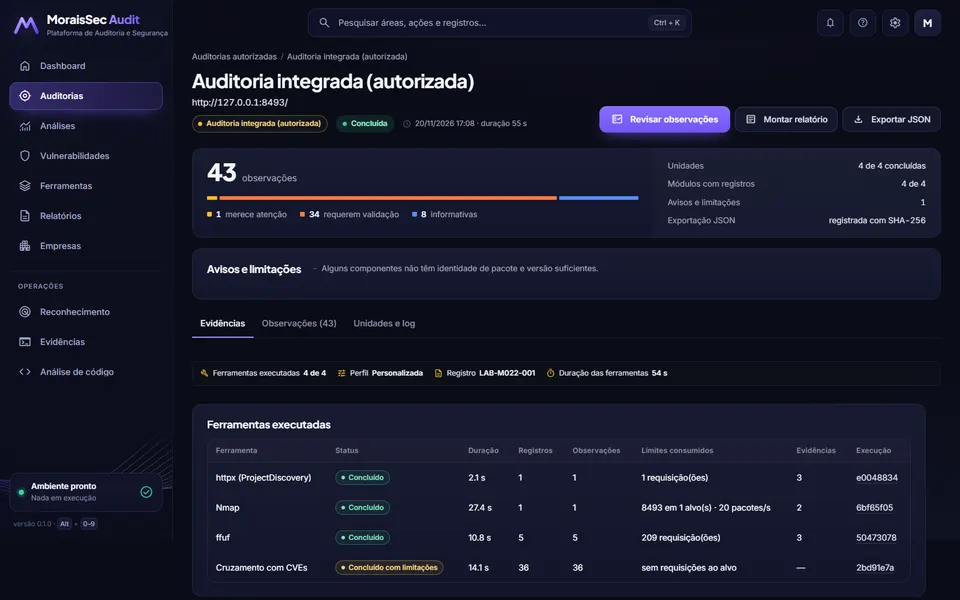 MoraisSec Audit
Plataforma de Auditoria e Segurança
Pesquisar áreas, ações e registros...
Ctrl + K
M
Dashboard
Auditorias
Análises
Vulnerabilidades
Ferramentas
Relatórios
Empresas
OPERAÇÕES
Reconhecimento
Evidências
Análise de código
Ambiente pronto
Nada em execução
versão 0.1.0 · Alt + 0–9
Auditorias autorizadas / Auditoria integrada (autorizada)
Auditoria integrada (autorizada)
http://127.0.0.1:8493/
Auditoria integrada (autorizada)
Concluída
20/11/2026 17:08 · duração 55 s
Revisar observações
Montar relatório
Exportar JSON
43 observações
1 merece atenção
34 requerem validação
8 informativas
Unidades 4 de 4 concluídas
Módulos com registros 4 de 4
Avisos e limitações 1
Exportação JSON registrada com SHA-256
Avisos e limitações – Alguns componentes não têm identidade de pacote e versão suficientes.
Evidências
Observações (43)
Unidades e log
Ferramentas executadas 4 de 4
Perfil Personalizada
Registro LAB-M022-001
Duração das ferramentas 54 s
Ferramentas executadas
Ferramenta Status Duração Registros Observações Limites consumidos Evidências Execução
httpx (ProjectDiscovery) Concluído 2.1 s 1 1 1 requisição(ões) 3 e0048834
Nmap Concluído 27.4 s 1 1 8493 em 1 alvo(s) · 20 pacotes/s 2 6bf65f05
ffuf Concluído 10.8 s 5 5 209 requisição(ões) 3 50473078
Cruzamento com CVEs Concluído com limitações 14.1 s 36 36 sem requisições ao alvo — 2bd91e7a